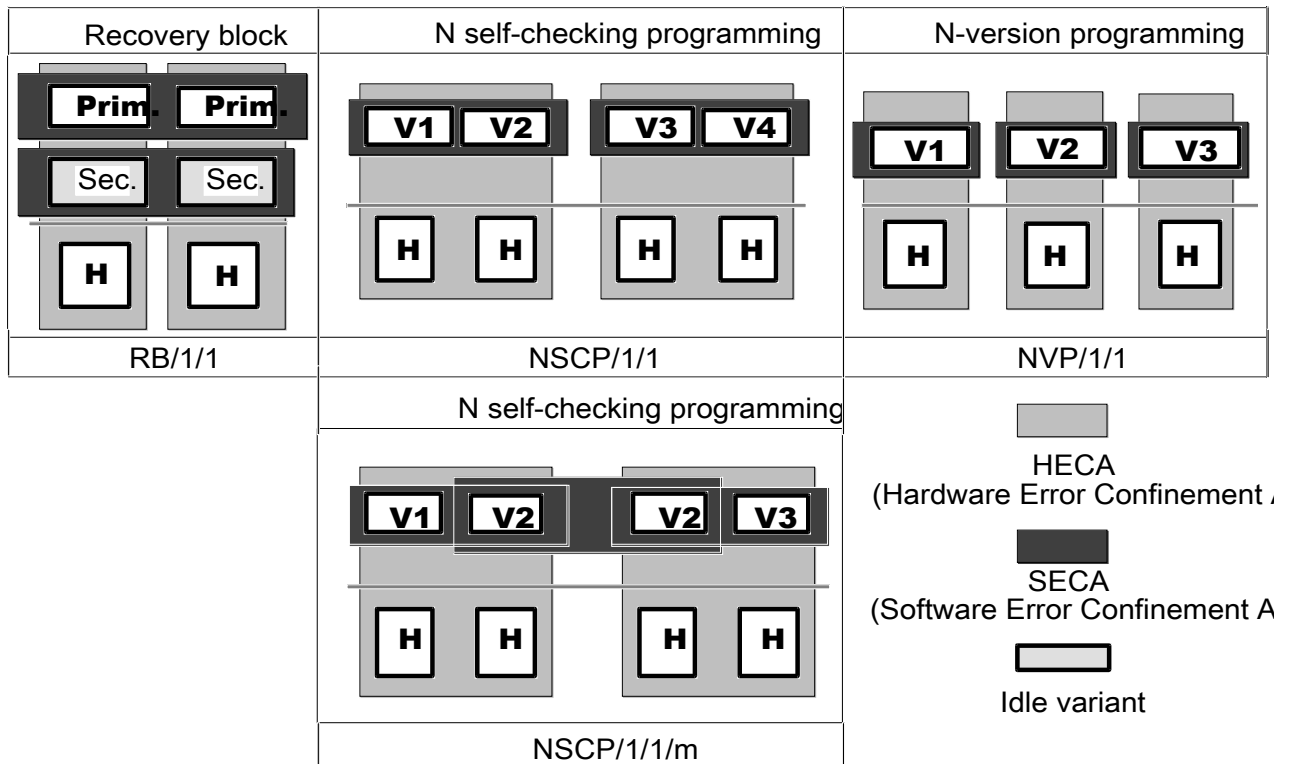 Recovery block
N self-checking programming
N-version programming
Prim. Prim.
Sec. Sec.
H H
V1 V2 V3 V4
H H H H
V1 V2 V3
H H H
RB/1/1
NSCP/1/1
NVP/1/1
N self-checking programming
V1 V2 V2 V3
H H H H
NSCP/1/1/m
HECA
(Hardware Error Confinement A
SECA
(Software Error Confinement A
Idle variant